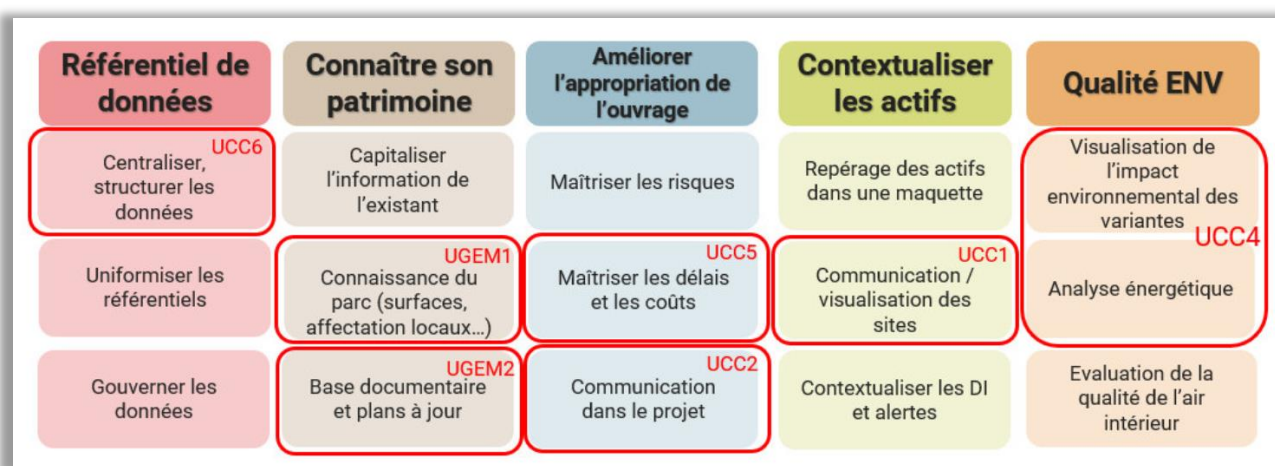 Référentiel de
données
Connaître son
patrimoine
Améliorer
l'appropriation de
l'ouvrage
Contextualiser
les actifs
Qualité ENV
UCC6
Centraliser,
structurer les
données
Capitaliser
l'information de
l'existant
Maîtriser les risques
Repérage des actifs
dans une maquette
Visualisation de
l'impact
environnemental des
variantes
UCC4
Uniformiser les
référentiels
UGEM1
Connaissance du
parc (surfaces,
affectation locaux...)
UCC5
Maîtriser les délais
et les coûts
UCC1
Communication /
visualisation des
sites
Analyse énergétique
Gouverner les
données
UGEM2
Base documentaire
et plans à jour
UCC2
Communication
dans le projet
Contextualiser les DI
et alertes
Evaluation de la
qualité de l'air
intérieur